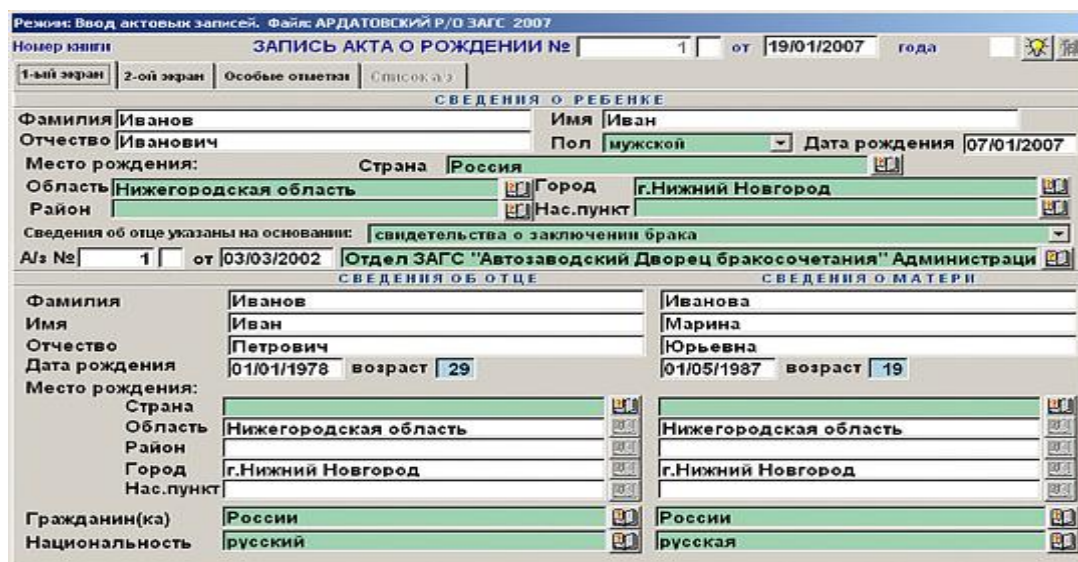 Режим: Ввод актовых записей. Файл: АРДАТОВСКИЙ Р/О ЗАГС 2007
Номер книги ЗАПИСЬ АКТА О РОЖДЕНИИ № 1 от 19/01/2007 года
1-ый экран 2-ой экран Особые отметки Список а/з
СВЕДЕНИЯ О РЕБЕНКЕ
Фамилия Иванов Имя Иван
Отчество Иванович Пол мужской Дата рождения 07/01/2007
Место рождения: Страна Россия
Область Нижегородская область Город г.Нижний Новгород
Район Нас.пункт
Сведения об отце указаны на основании: свидетельства о заключении брака
А/з № 1 от 03/03/2002 Отдел ЗАГС "Автозаводский Дворец бракосочетания" Администраци
СВЕДЕНИЯ ОБ ОТЦЕ СВЕДЕНИЯ О МАТЕРИ
Фамилия Иванов Иванова
Имя Иван Марина
Отчество Петрович Юрьевна
Дата рождения 01/01/1978 возраст 29 01/05/1987 возраст 19
Место рождения:
Страна
Область Нижегородская область Нижегородская область
Район
Город г.Нижний Новгород г.Нижний Новгород
Нас.пункт
Гражданин(ка) России России
Национальность русский русская